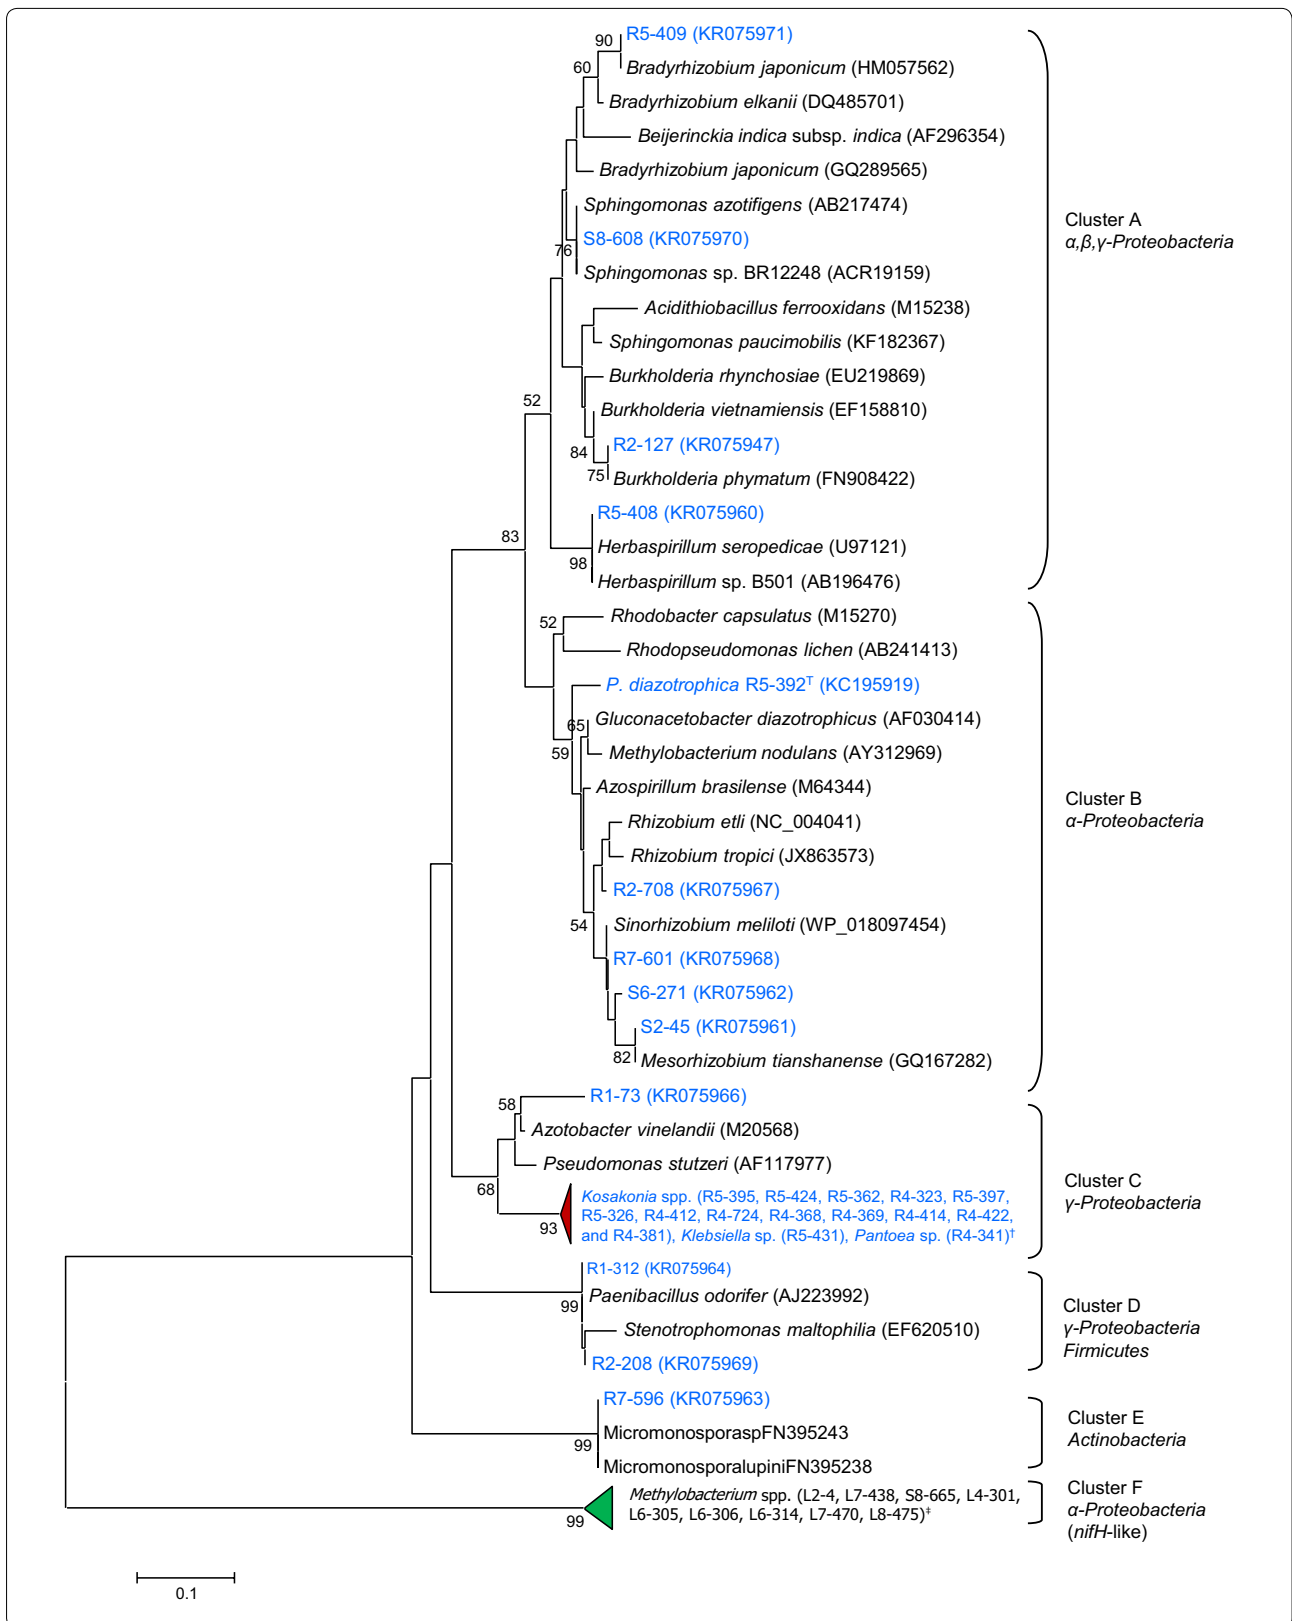 90
R5-409 (KR075971)
60
Bradyrhizobium japonicum (HM057562)
Bradyrhizobium elkanii (DQ485701)
Beijerinckia indica subsp. indica (AF296354)
Bradyrhizobium japonicum (GQ289565)
Sphingomonas azotifigens (AB217474)
S8-608 (KR075970)
76
Sphingomonas sp. BR12248 (ACR19159)
Cluster A
α,β,γ-Proteobacteria
Acidithiobacillus ferrooxidans (M15238)
Sphingomonas paucimobilis (KF182367)
Burkholderia rhynchosiae (EU219869)
52
Burkholderia vietnamiensis (EF158810)
R2-127 (KR075947)
84
75
Burkholderia phymatum (FN908422)
R5-408 (KR075960)
83
Herbaspirillum seropedicae (U97121)
98
Herbaspirillum sp. B501 (AB196476)
52
Rhodobacter capsulatus (M15270)
Rhodopseudomonas lichen (AB241413)
P. diazotrophica R5-392ᵀ (KC195919)
65
Gluconacetobacter diazotrophicus (AF030414)
59
Methylobacterium nodulans (AY312969)
Azospirillum brasilense (M64344)
Cluster B
α-Proteobacteria
Rhizobium etli (NC_004041)
Rhizobium tropici (JX863573)
R2-708 (KR075967)
54
Sinorhizobium meliloti (WP_018097454)
R7-601 (KR075968)
S6-271 (KR075962)
S2-45 (KR075961)
82
Mesorhizobium tianshanense (GQ167282)
58
R1-73 (KR075966)
Azotobacter vinelandii (M20568)
Pseudomonas stutzeri (AF117977)
68
Cluster C
γ-Proteobacteria
Kosakonia spp. (R5-395, R5-424, R5-362, R4-323, R5-397,
R5-326, R4-412, R4-724, R4-368, R4-369, R4-414, R4-422,
93
and R4-381), Klebsiella sp. (R5-431), Pantoea sp. (R4-341)†
R1-312 (KR075964)
99
Paenibacillus odorifer (AJ223992)
Stenotrophomonas maltophilia (EF620510)
R2-208 (KR075969)
Cluster D
γ-Proteobacteria
Firmicutes
R7-596 (KR075963)
99
MicromonosporaspFN395243
MicromonosporalupiniFN395238
Cluster E
Actinobacteria
Methylobacterium spp. (L2-4, L7-438, S8-665, L4-301,
L6-305, L6-306, L6-314, L7-470, L8-475)‡
99
Cluster F
α-Proteobacteria
(nifH-like)
0.1